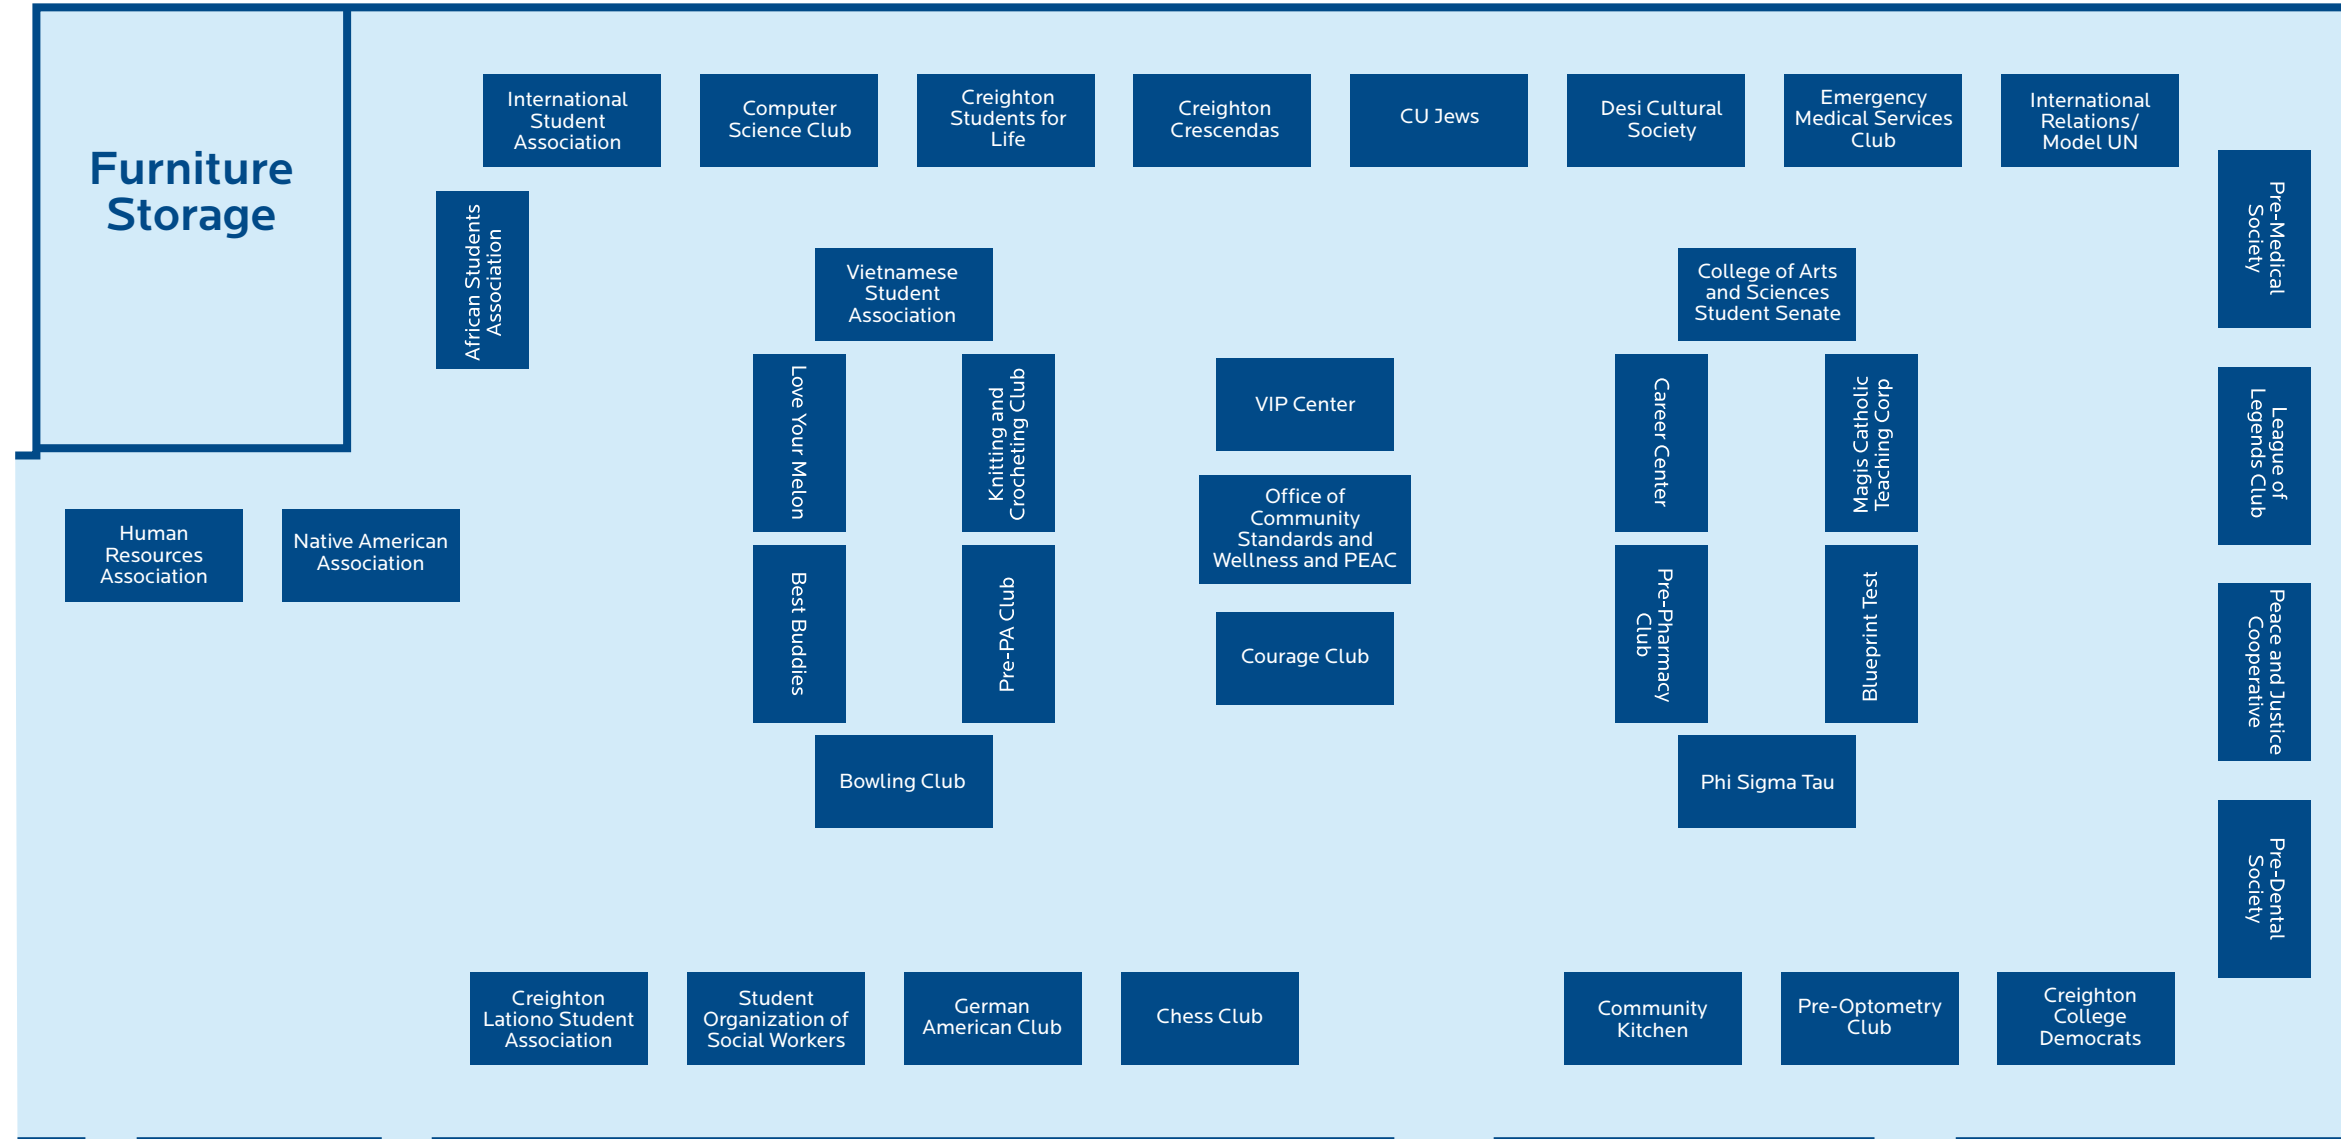 Furniture
Storage
International
Student
Association
Computer
Science Club
Creighton
Students for
Life
Creighton
Crescendas
CU Jews
Desi Cultural
Society
Emergency
Medical Services
Club
International
Relations/
Model UN
Pre-Medical
Society
African Students
Association
Vietnamese
Student
Association
College of Arts
and Sciences
Student Senate
Love Your Melon
Knitting and
Crocheting Club
VIP Center
Career Center
Magis Catholic
Teaching Corp
League of
Legends Club
Office of
Community
Standards and
Wellness and PEAC
Human
Resources
Association
Native American
Association
Best Buddies
Pre-PA Club
Courage Club
Pre-Pharmacy
Club
Blueprint Test
Peace and Justice
Cooperative
Bowling Club
Phi Sigma Tau
Pre-Dental
Society
Creighton
Lationo Student
Association
Student
Organization of
Social Workers
German
American Club
Chess Club
Community
Kitchen
Pre-Optometry
Club
Creighton
College
Democrats